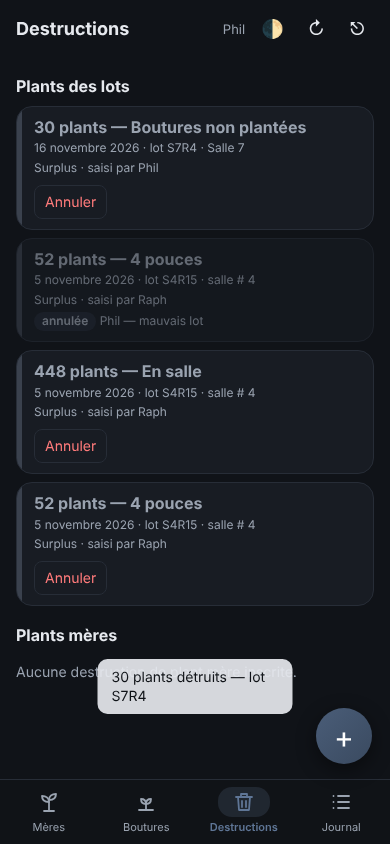 Destructions
Phil
Plants des lots
30 plants — Boutures non plantées
16 novembre 2026 · lot S7R4 · Salle 7
Surplus · saisi par Phil
Annuler
52 plants — 4 pouces
5 novembre 2026 · lot S4R15 · salle # 4
Surplus · saisi par Raph
annulée Phil — mauvais lot
448 plants — En salle
5 novembre 2026 · lot S4R15 · salle # 4
Surplus · saisi par Raph
Annuler
52 plants — 4 pouces
5 novembre 2026 · lot S4R15 · salle # 4
Surplus · saisi par Raph
Annuler
Plants mères
Aucune
30 plants détruits — lot
S7R4
+
Mères
Boutures
Destructions
Journal